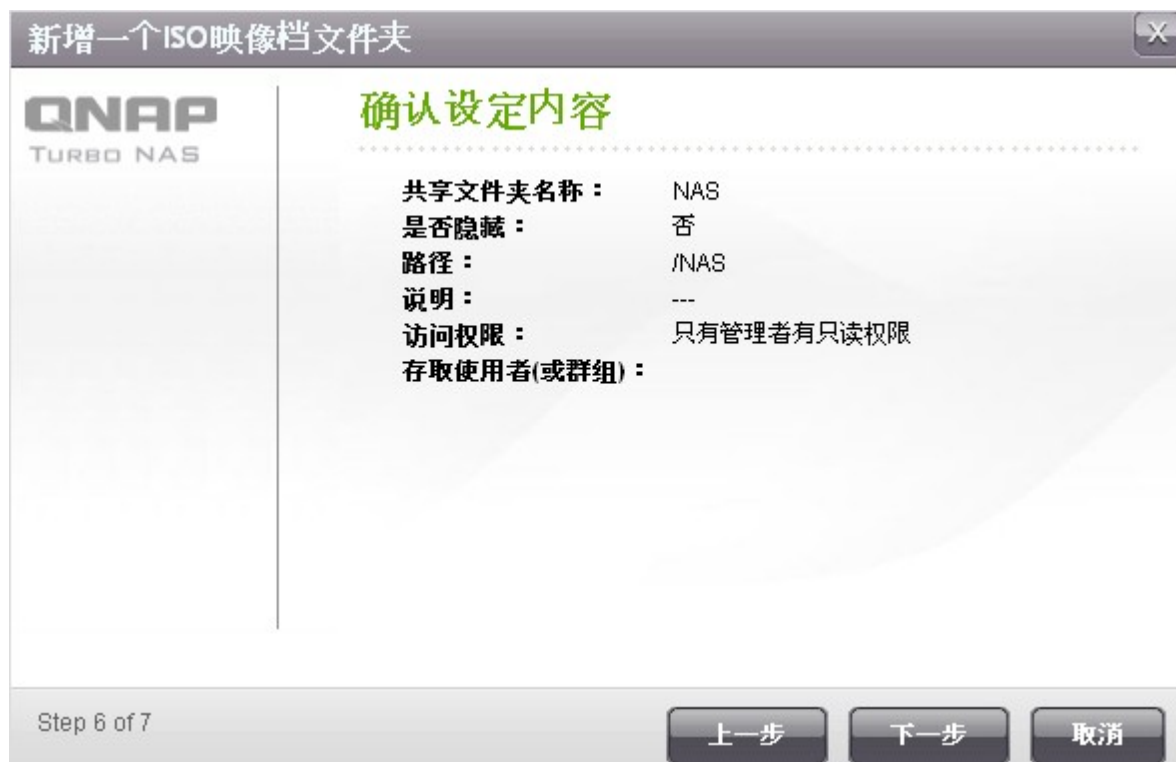 新增一个ISO映像档文件夹
X
QNAP
TURBO NAS
确认设定内容
共享文件夹名称： NAS
是否隐藏： 否
路径： /NAS
说明： ---
访问权限： 只有管理者有只读权限
存取使用者(或群组)：
Step 6 of 7
上一步 下一步 取消